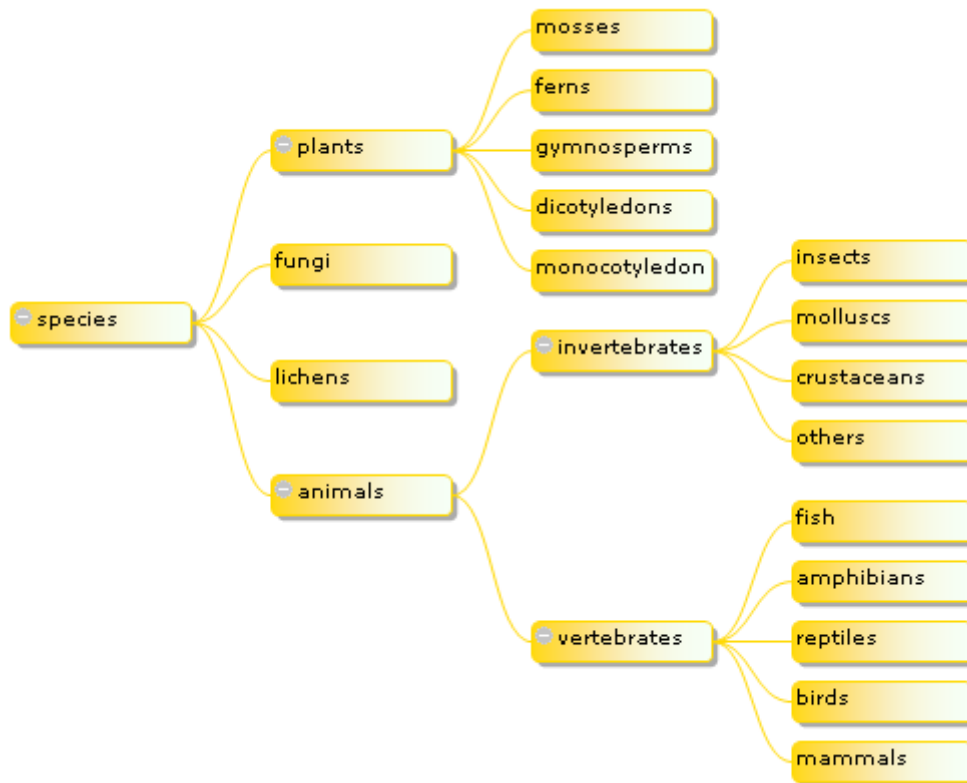 species
plants
mosses
ferns
gymnosperms
dicotyledons
monocotyledon
fungi
lichens
animals
invertebrates
insects
molluscs
crustaceans
others
vertebrates
fish
amphibians
reptiles
birds
mammals